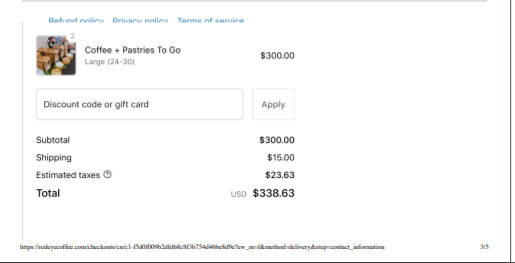 Refund policy Privacy policy Terms of service
2
Coffee + Pastries To Go
$300.00
Large (24-30)
Discount code or gift card
Apply
Subtotal $300.00
Shipping $15.00
Estimated taxes $23.63
Total USD $338.63
https://redeyecoffee.com/checkouts/cn/c1-f5d0f009b2dfdb8c8f3b754d46be8d9e?ew_m=f&method=delivery&step=contact_information 3/5